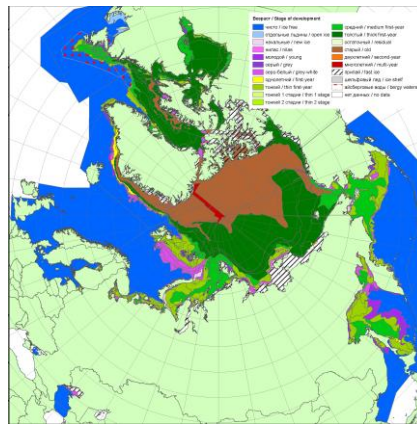 Возраст / Stage of development
чисто / ice free
отдельные льдины / open ice
начальные / new ice
нилас / nilas
молодой / young
серый / grey
серо-белый / grey-white
однолетний / first-year
тонкий / thin first-year
тонкий 1 стадии / thin 1 stage
тонкий 2 стадии / thin 2 stage
средний / medium first-year
толстый / thick first-year
остаточный / residual
старый / old
двухлетний / second-year
многолетний / multi-year
припай / fast ice
шельфовый лед / ice shelf
айсберговые воды / bergy waters
нет данных / no data